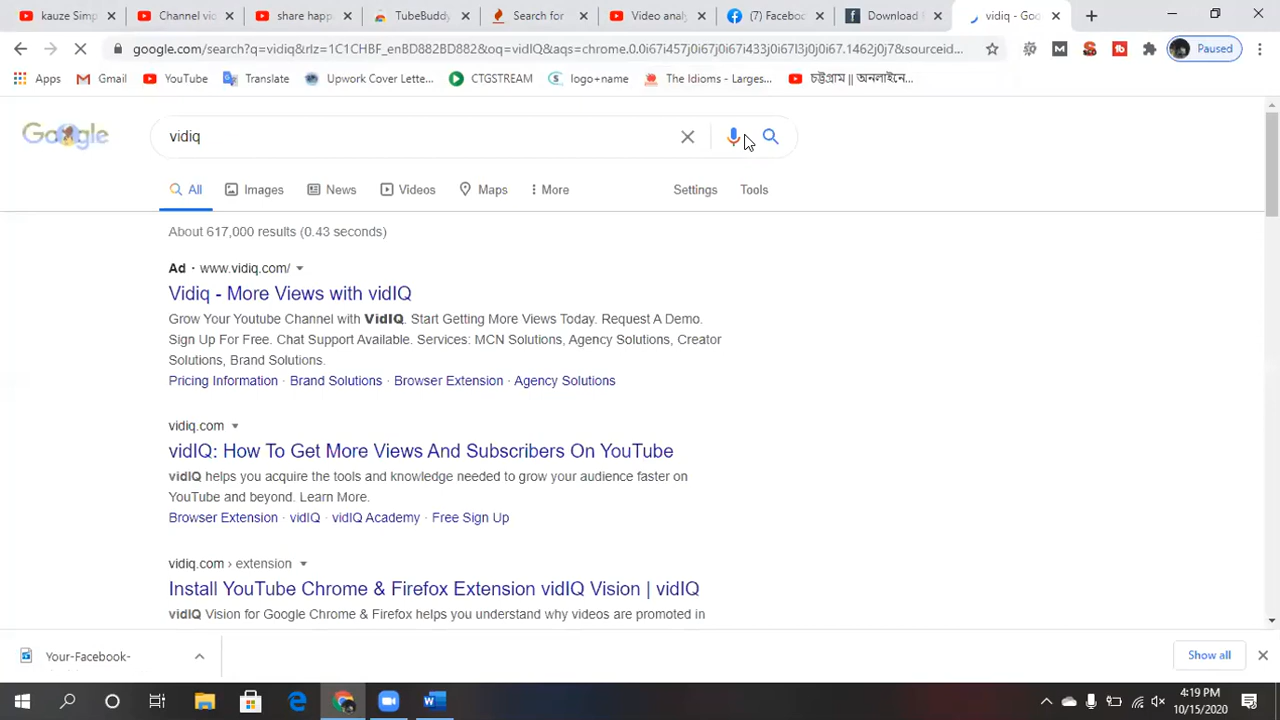 kauze Simp
Channel vid
share happ
TubeBuddy
Search for
Video analy
(7) Faceboo
Download
vidiq - Goo
google.com/search?q=vidiq&rlz=1C1CHBF_enBD882BD882&oq=vidIQ&aqs=chrome.0.0i67i457j0i67j0i67i433j0i67l3j0j0i67.1462j0j7&sourceid...
Paused
Apps
Gmail
YouTube
Translate
Upwork Cover Lette...
CTGSTREAM
logo+name
The Idioms - Larges...
চট্টগ্রাম || অনলাইনে...
Google
vidiq
All
Images
News
Videos
Maps
More
Settings
Tools
About 617,000 results (0.43 seconds)
Ad · www.vidiq.com/
Vidiq - More Views with vidIQ
Grow Your Youtube Channel with VidIQ. Start Getting More Views Today. Request A Demo.
Sign Up For Free. Chat Support Available. Services: MCN Solutions, Agency Solutions, Creator
Solutions, Brand Solutions.
Pricing Information · Brand Solutions · Browser Extension · Agency Solutions
vidiq.com
vidIQ: How To Get More Views And Subscribers On YouTube
vidIQ helps you acquire the tools and knowledge needed to grow your audience faster on
YouTube and beyond. Learn More.
Browser Extension · vidIQ · vidIQ Academy · Free Sign Up
vidiq.com › extension
Install YouTube Chrome & Firefox Extension vidIQ Vision | vidIQ
vidIQ Vision for Google Chrome & Firefox helps you understand why videos are promoted in
Your-Facebook-
Show all
4:19 PM
10/15/2020